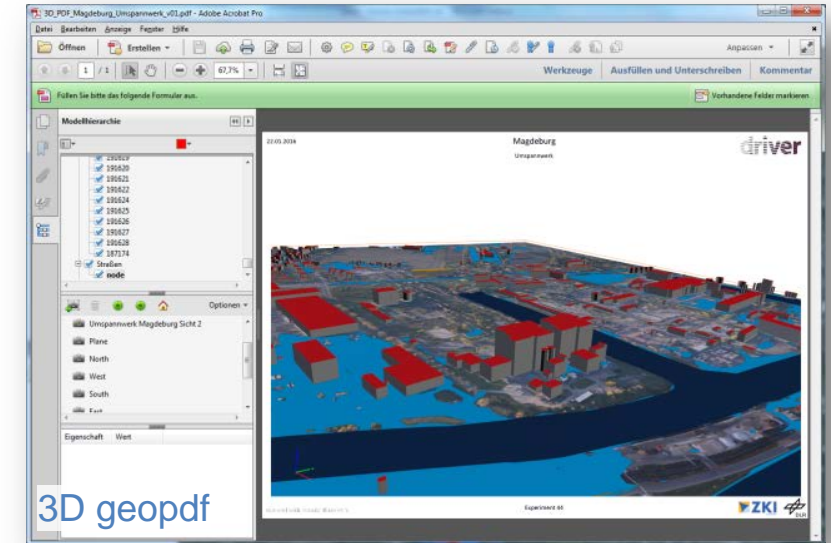 3D_PDF_Magdeburg_Umspannwerk_v01.pdf - Adobe Acrobat Pro
Datei Bearbeiten Anzeige Fenster Hilfe
Öffnen Erstellen Anpassen
1 / 1 67,7% Werkzeuge Ausfüllen und Unterschreiben Kommentar
Füllen Sie bitte das folgende Formular aus. Vorhandene Felder markieren
Modellhierarchie
191619
191620
191621
191622
191624
191625
191626
191627
191628
187174
Straßen
node
Optionen
Umspannwerk Magdeburg Sicht 2
Plane
North
West
South
East
Eigenschaft Wert
22.05.2014
Magdeburg
Umspannwerk
driver
Experiment 44
ZKI
DLR
3D geopdf